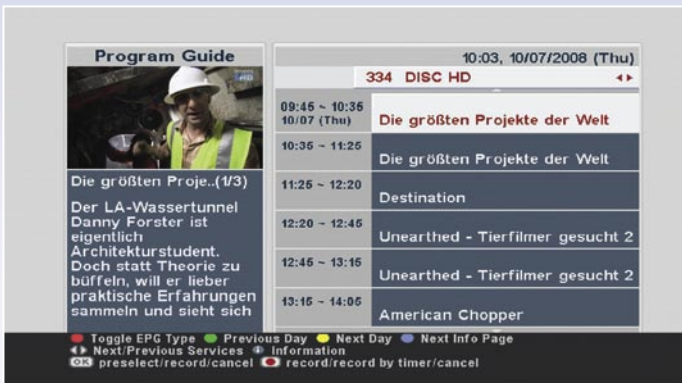 Program Guide
10:03, 10/07/2008 (Thu)
334 DISC HD
HD
Die größten Proje..(1/3)
Der LA-Wassertunnel
Danny Forster ist
eigentlich
Architekturstudent.
Doch statt Theorie zu
büffeln, will er lieber
praktische Erfahrungen
sammeln und sieht sich
09:45 ~ 10:35
10/07 (Thu)
Die größten Projekte der Welt
10:35 ~ 11:25
Die größten Projekte der Welt
11:25 ~ 12:20
Destination
12:20 ~ 12:45
Unearthed - Tierfilmer gesucht 2
12:45 ~ 13:15
Unearthed - Tierfilmer gesucht 2
13:15 ~ 14:05
American Chopper
Toggle EPG Type Previous Day Next Day Next Info Page
Next/Previous Services Information
OK preselect/record/cancel record/record by timer/cancel